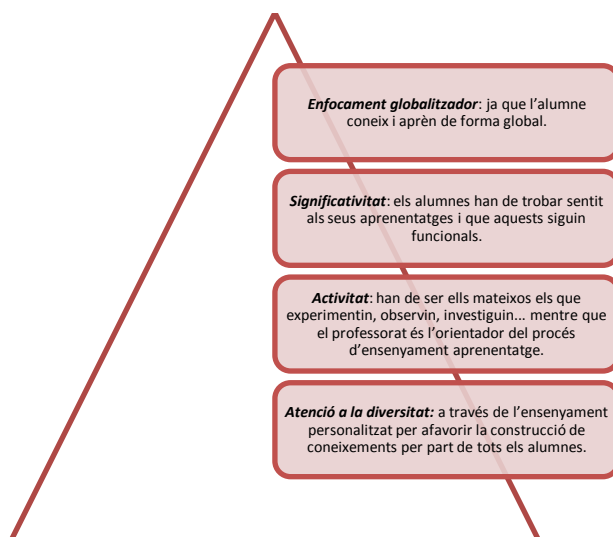 Enfocament globalitzador: ja que l'alumne
coneix i aprèn de forma global.
Significativitat: els alumnes han de trobar sentit
als seus aprenentatges i que aquests siguin
funcionals.
Activitat: han de ser ells mateixos els que
experimentin, observin, investiguin... mentre que
el professorat és l'orientador del procés
d'ensenyament aprenentatge.
Atenció a la diversitat: a través de l'ensenyament
personalitzat per afavorir la construcció de
coneixements per part de tots els alumnes.